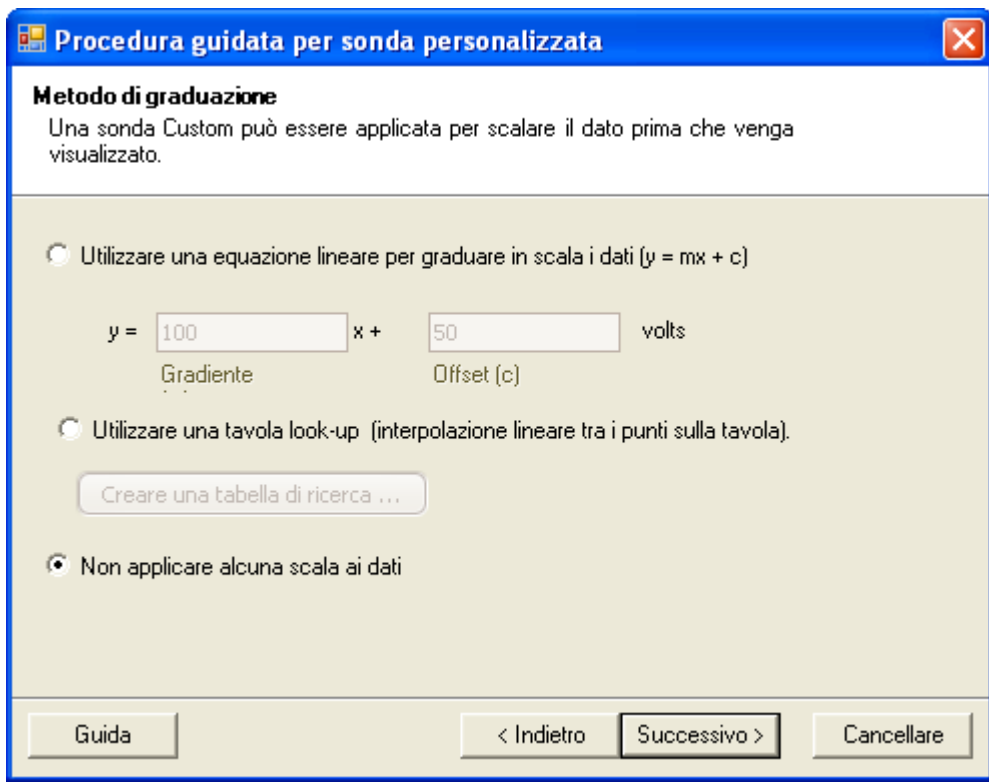 Procedura guidata per sonda personalizzata
Metodo di graduazione
Una sonda Custom può essere applicata per scalare il dato prima che venga
visualizzato.
Utilizzare una equazione lineare per graduare in scala i dati (y = mx + c)
y = 100 x + 50 volts
Gradiente Offset (c)
Utilizzare una tavola look-up (interpolazione lineare tra i punti sulla tavola).
Creare una tabella di ricerca ...
Non applicare alcuna scala ai dati
Guida < Indietro Successivo > Cancellare